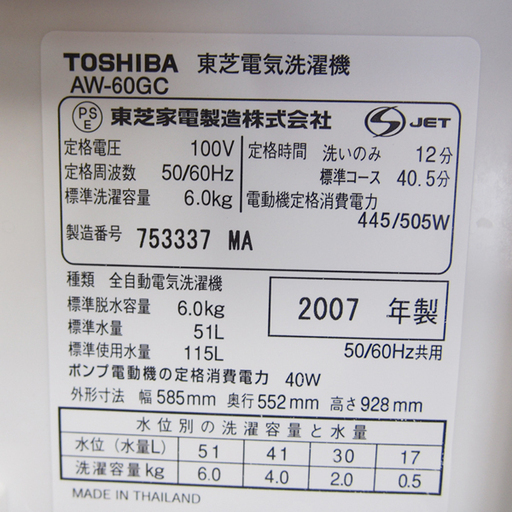 TOSHIBA 東芝電気洗濯機
AW-60GC
PSE 東芝家電製造株式会社 S JET
定格電圧 100V
定格周波数 50/60Hz
標準洗濯容量 6.0kg
定格時間 洗いのみ 12分
標準コース 40.5分
電動機定格消費電力
445/505W
製造番号 753337 MA
種類 全自動電気洗濯機
標準脱水容量 6.0kg
標準水量 51L
標準使用水量 115L
2007 年製
50/60Hz共用
ポンプ電動機の定格消費電力 40W
外形寸法 幅 585mm 奥行 552mm 高さ 928mm
水位別の洗濯容量と水量
水位（水量L） 51 41 30 17
洗濯容量kg 6.0 4.0 2.0 0.5
MADE IN THAILAND